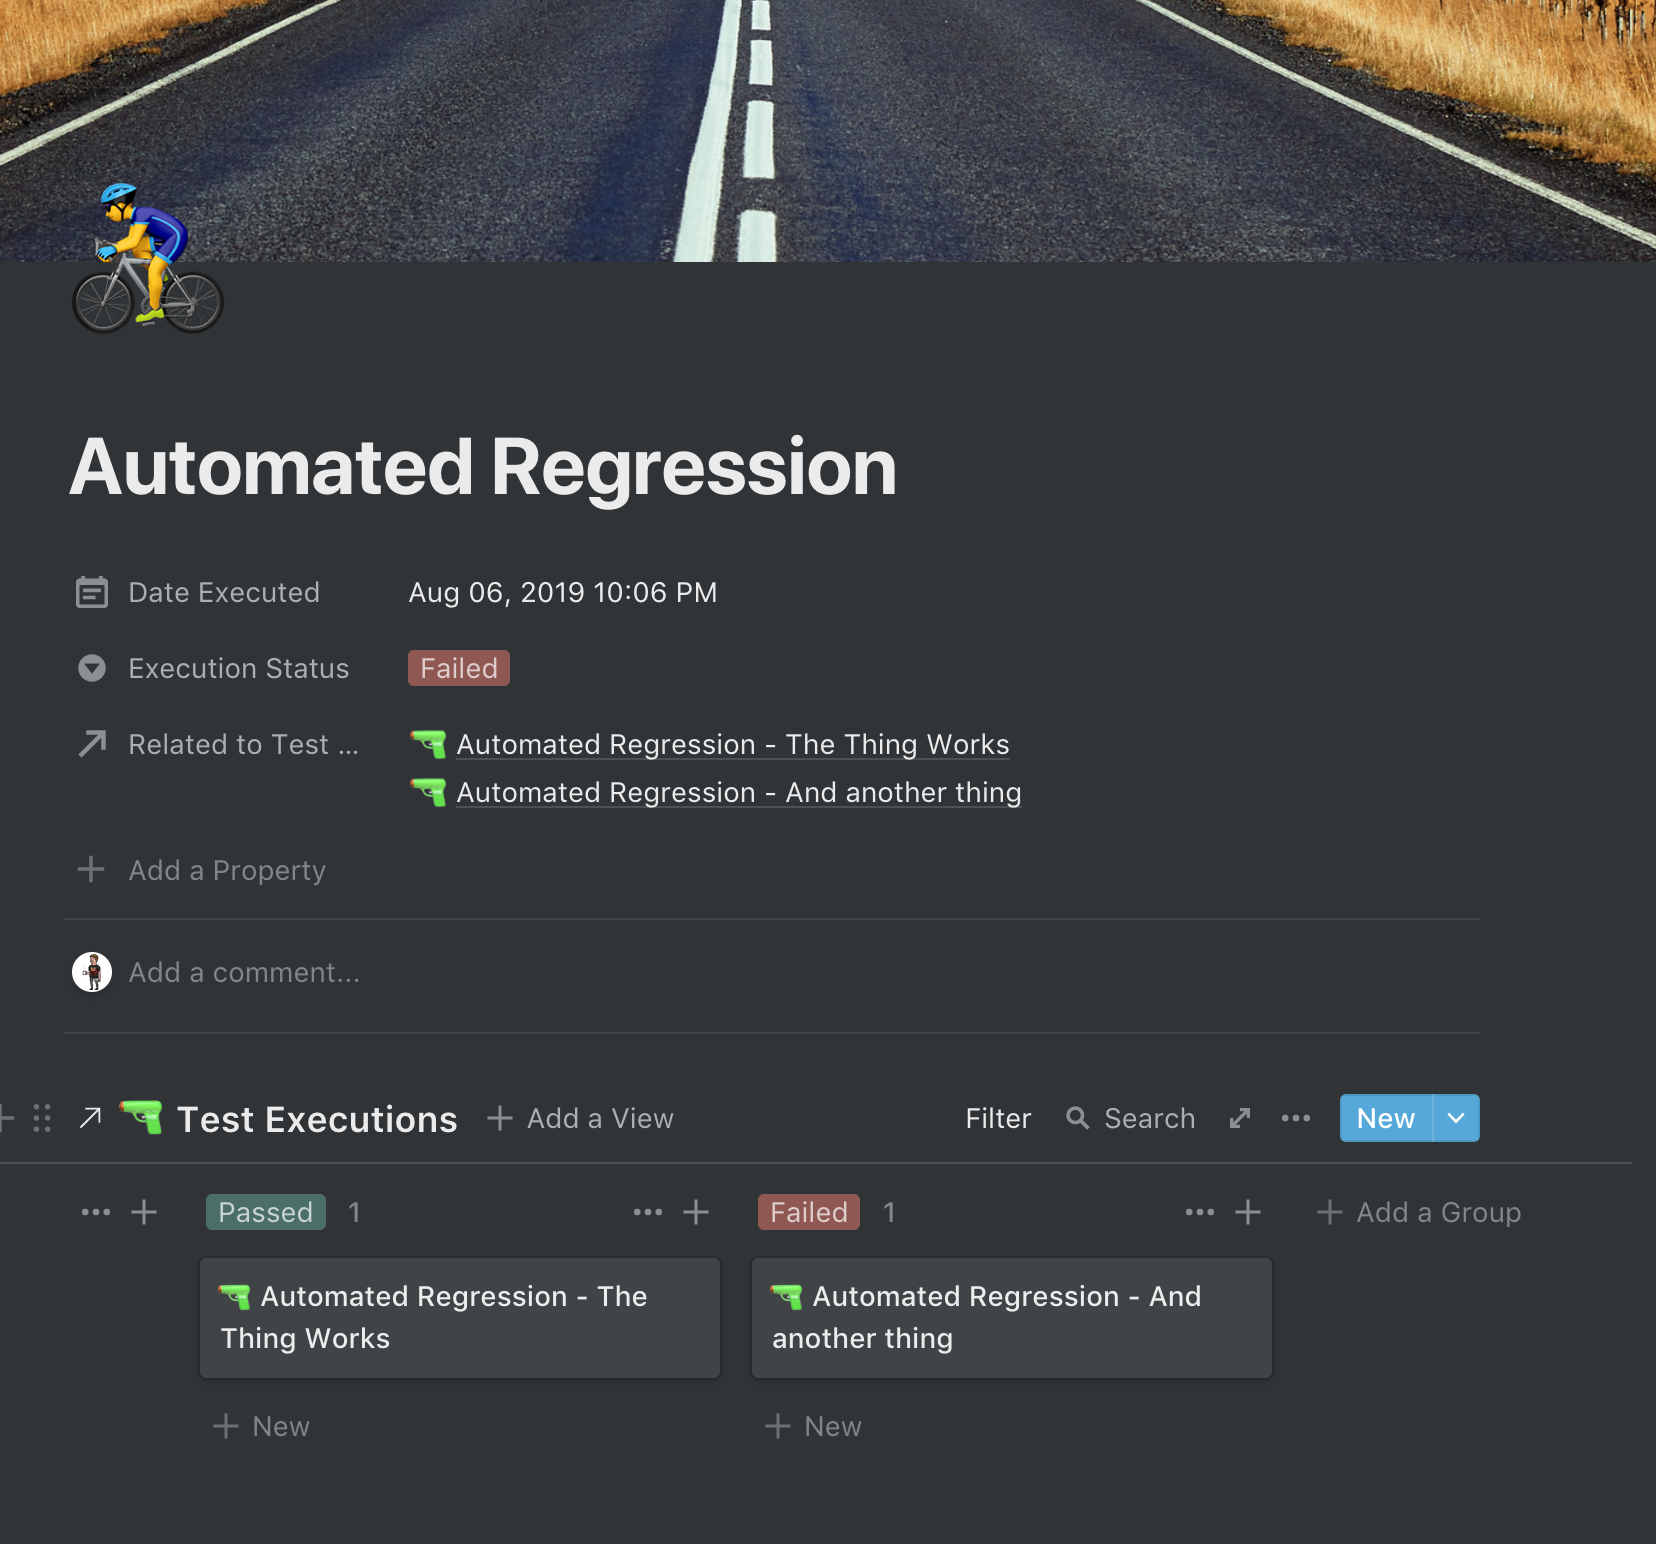 Automated Regression
Date Executed Aug 06, 2019 10:06 PM
Execution Status Failed
Related to Test ... Automated Regression - The Thing Works
Automated Regression - And another thing
Add a Property
Add a comment...
Test Executions Add a View Filter Search New
Passed 1 Failed 1 Add a Group
Automated Regression - The
Thing Works
Automated Regression - And
another thing
New New